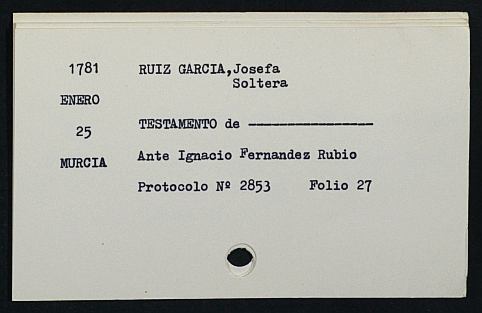 1781 RUIZ GARCIA,Josefa
Soltera
ENERO
25 TESTAMENTO de ----------------
MURCIA Ante Ignacio Fernandez Rubio
Protocolo Nº 2853 Folio 27